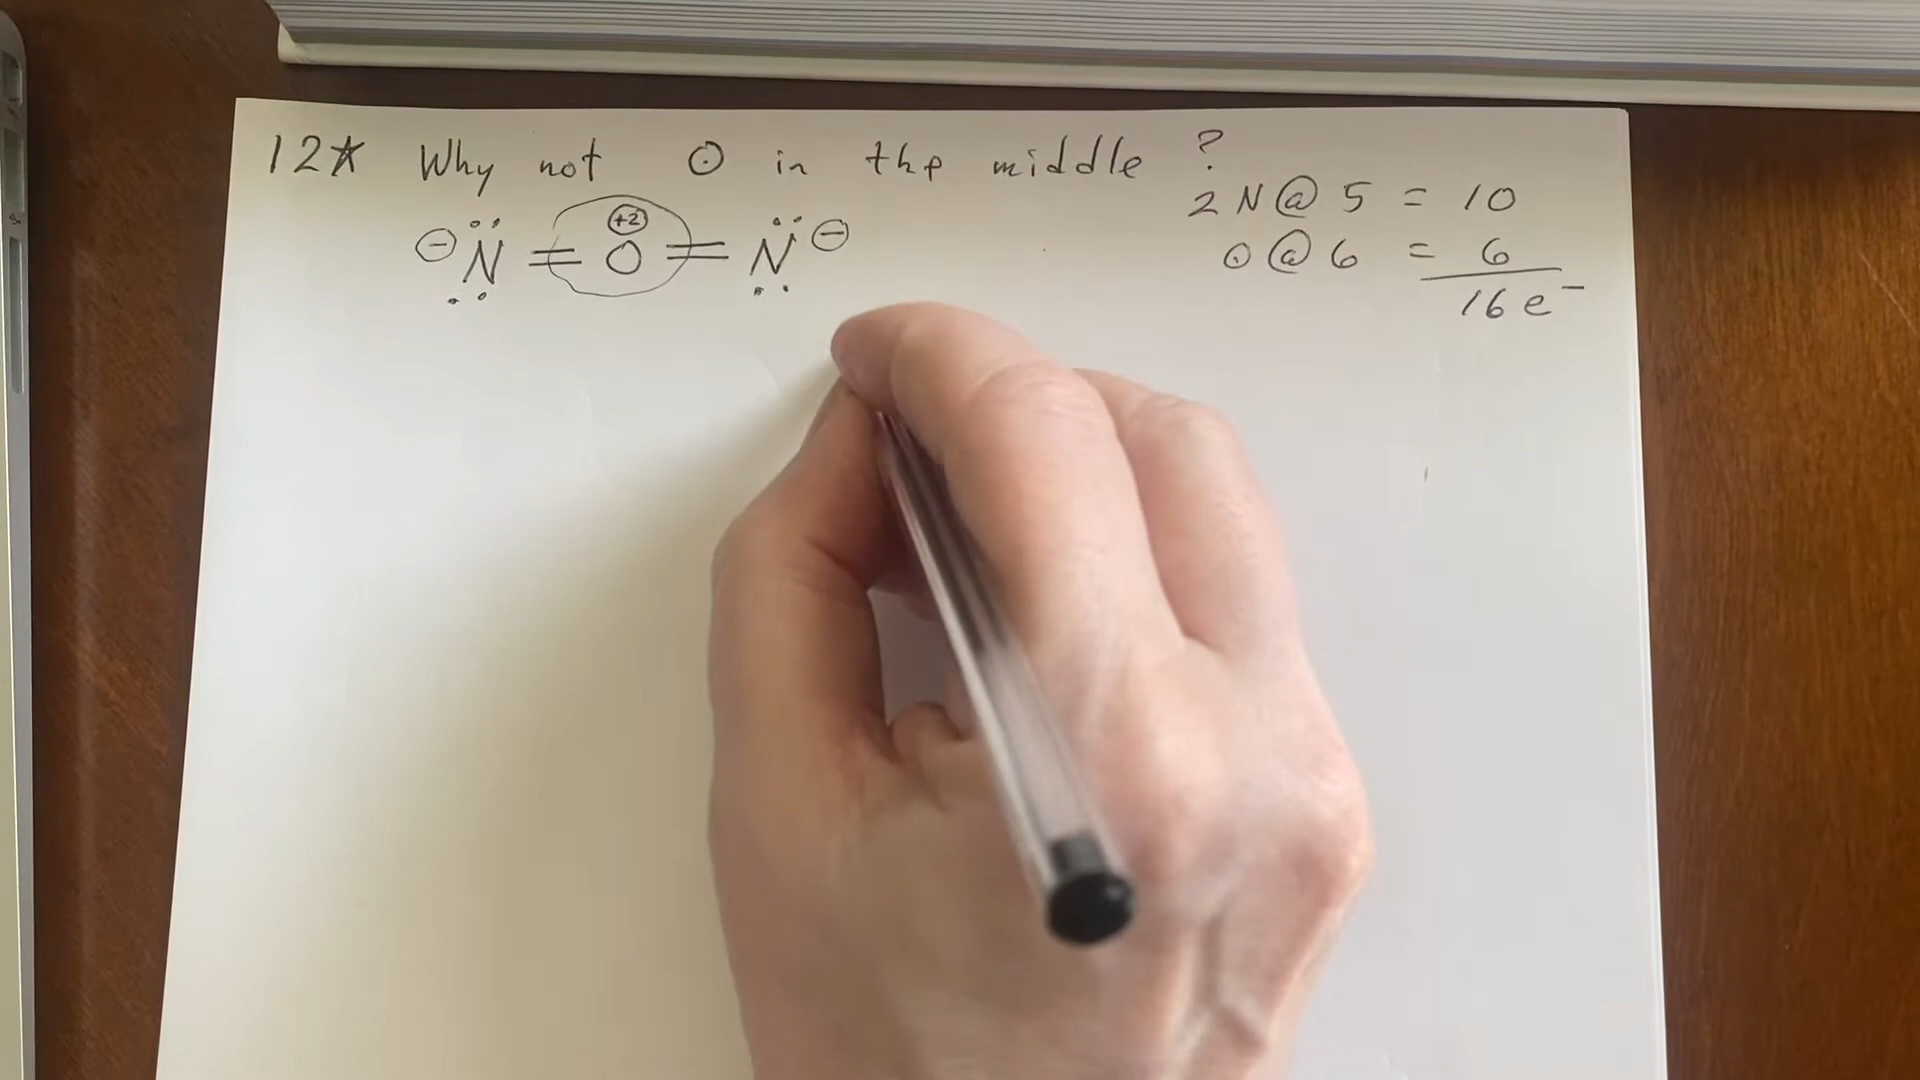 12* Why not O in the middle ?
2 N @ 5 = 10
⊖N = O = N⊖
+2
O @ 6 = 6
16 e⁻